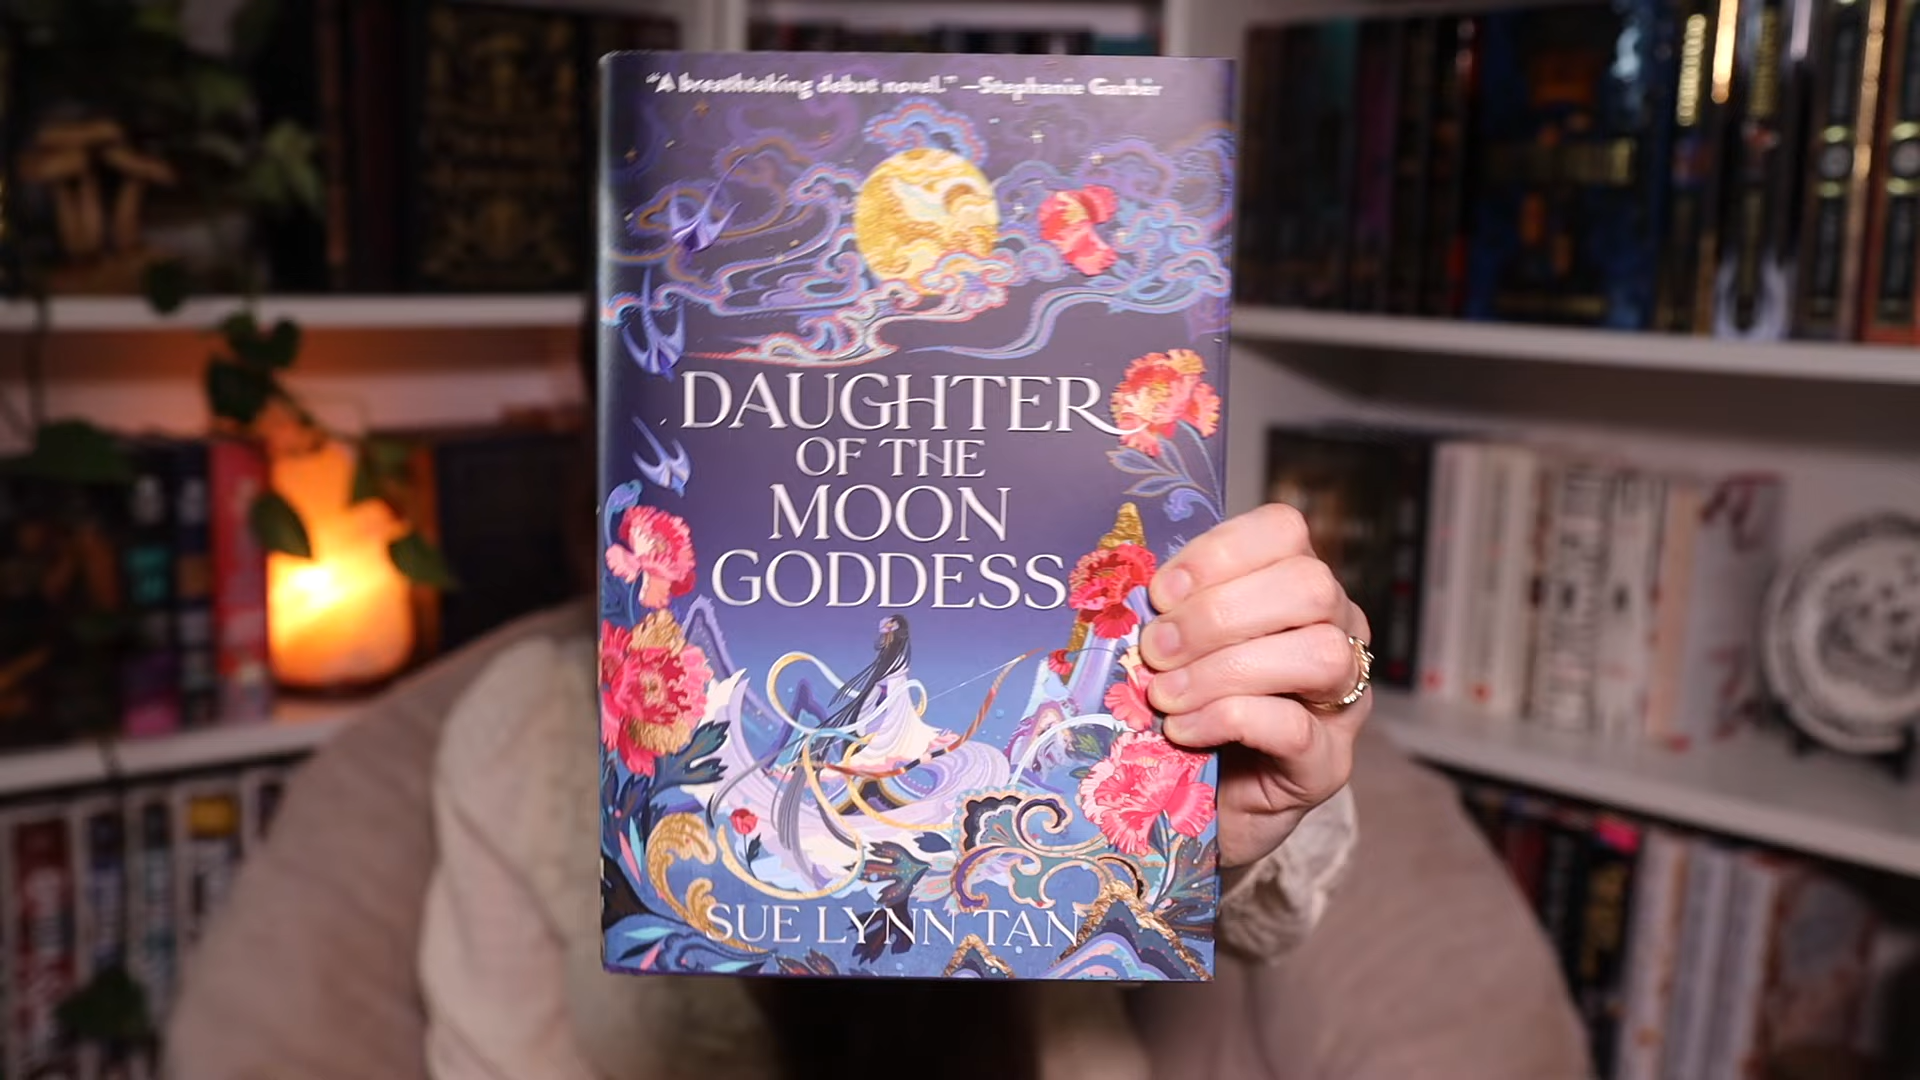 “A breathtaking debut novel.” —Stephanie Garber
DAUGHTER
OF THE
MOON
GODDESS
SUE LYNN TAN